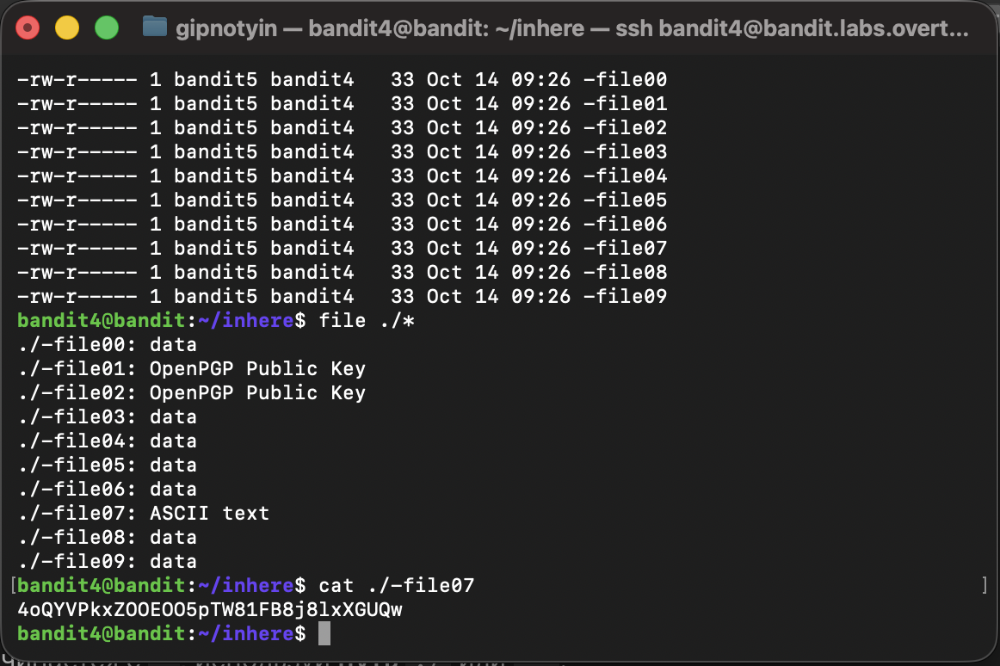 gipnotyin — bandit4@bandit: ~/inhere — ssh bandit4@bandit.labs.overt...
-rw-r----- 1 bandit5 bandit4   33 Oct 14 09:26 -file00
-rw-r----- 1 bandit5 bandit4   33 Oct 14 09:26 -file01
-rw-r----- 1 bandit5 bandit4   33 Oct 14 09:26 -file02
-rw-r----- 1 bandit5 bandit4   33 Oct 14 09:26 -file03
-rw-r----- 1 bandit5 bandit4   33 Oct 14 09:26 -file04
-rw-r----- 1 bandit5 bandit4   33 Oct 14 09:26 -file05
-rw-r----- 1 bandit5 bandit4   33 Oct 14 09:26 -file06
-rw-r----- 1 bandit5 bandit4   33 Oct 14 09:26 -file07
-rw-r----- 1 bandit5 bandit4   33 Oct 14 09:26 -file08
-rw-r----- 1 bandit5 bandit4   33 Oct 14 09:26 -file09
bandit4@bandit:~/inhere$ file ./*
./-file00: data
./-file01: OpenPGP Public Key
./-file02: OpenPGP Public Key
./-file03: data
./-file04: data
./-file05: data
./-file06: data
./-file07: ASCII text
./-file08: data
./-file09: data
[bandit4@bandit:~/inhere$ cat ./-file07 ]
4oQYVPkxZOOEOO5pTW81FB8j8lxXGUQw
bandit4@bandit:~/inhere$